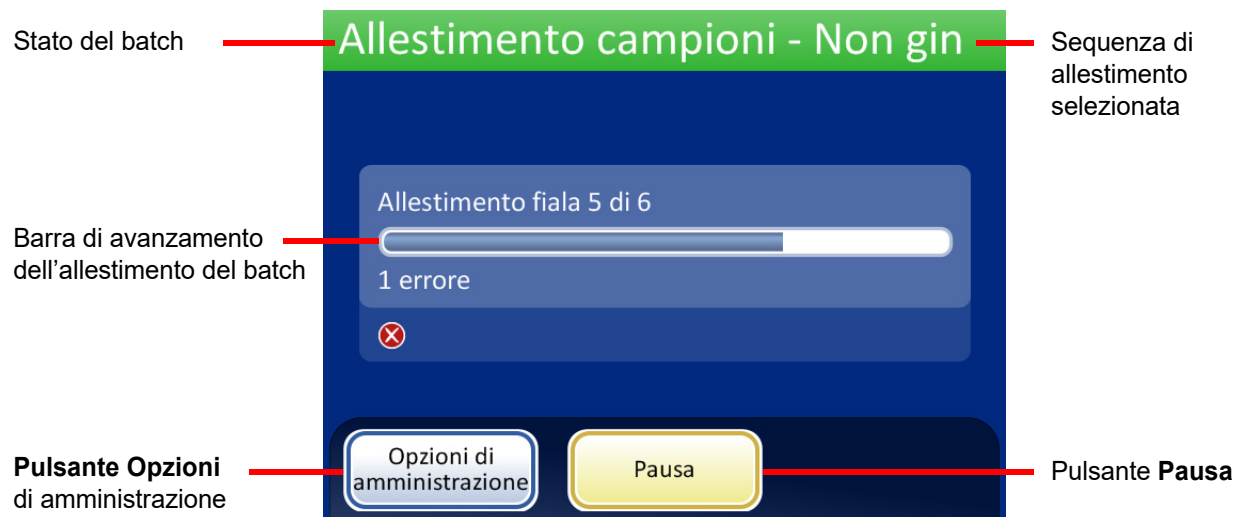 Stato del batch
Allestimento campioni - Non gin
Sequenza di
allestimento
selezionata
Allestimento fiala 5 di 6
Barra di avanzamento
dell'allestimento del batch
1 errore
Pulsante Opzioni
di amministrazione
Opzioni di
amministrazione
Pausa
Pulsante Pausa